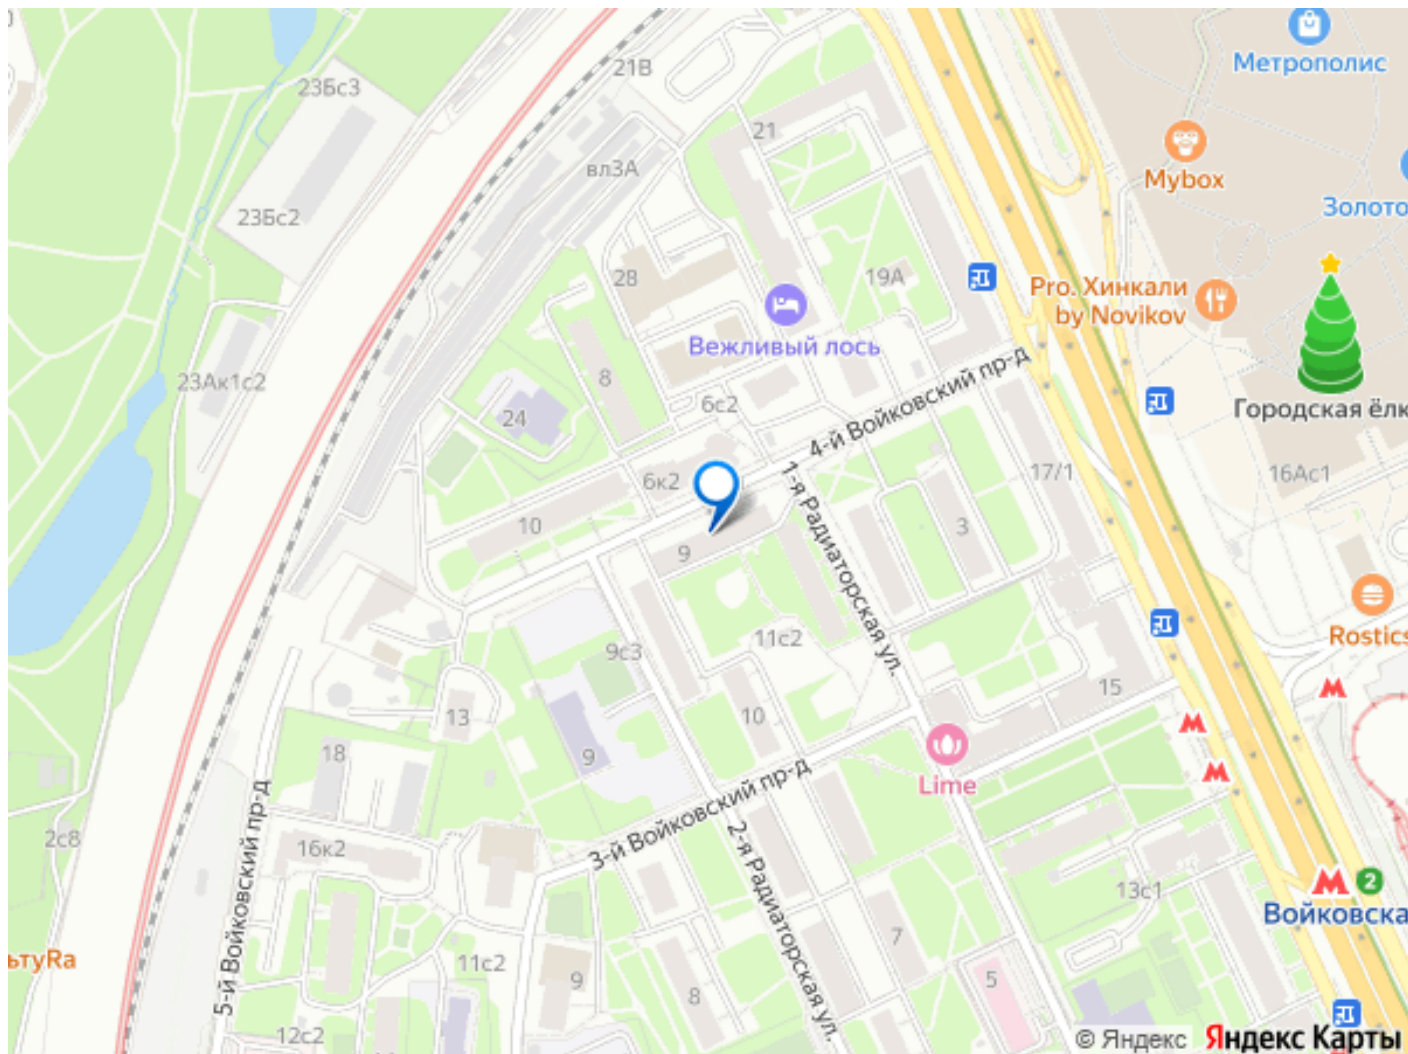 Метрополис
21В
23Бс3
21
вл3А
Mybox
Золото
23Бс2
28
19А
Pro. Хинкали
by Novikov
Вежливый лось
23Ак1с2
8
6с2
24
4-й Войковский пр-д
Городская ёлк
6к2
1-я Радиаторская ул.
17/1
16Ас1
10
9
3
Rostics
9с3
11с2
15
13
10
18
9
Lime
3-й Войковский пр-д
2с8
16к2
2-я Радиаторская ул.
5-й Войковский пр-д
13с1
2
Войковска
ьтуRa
11с2
7
9
8
5
12с2
© Яндекс
Яндекс Карты